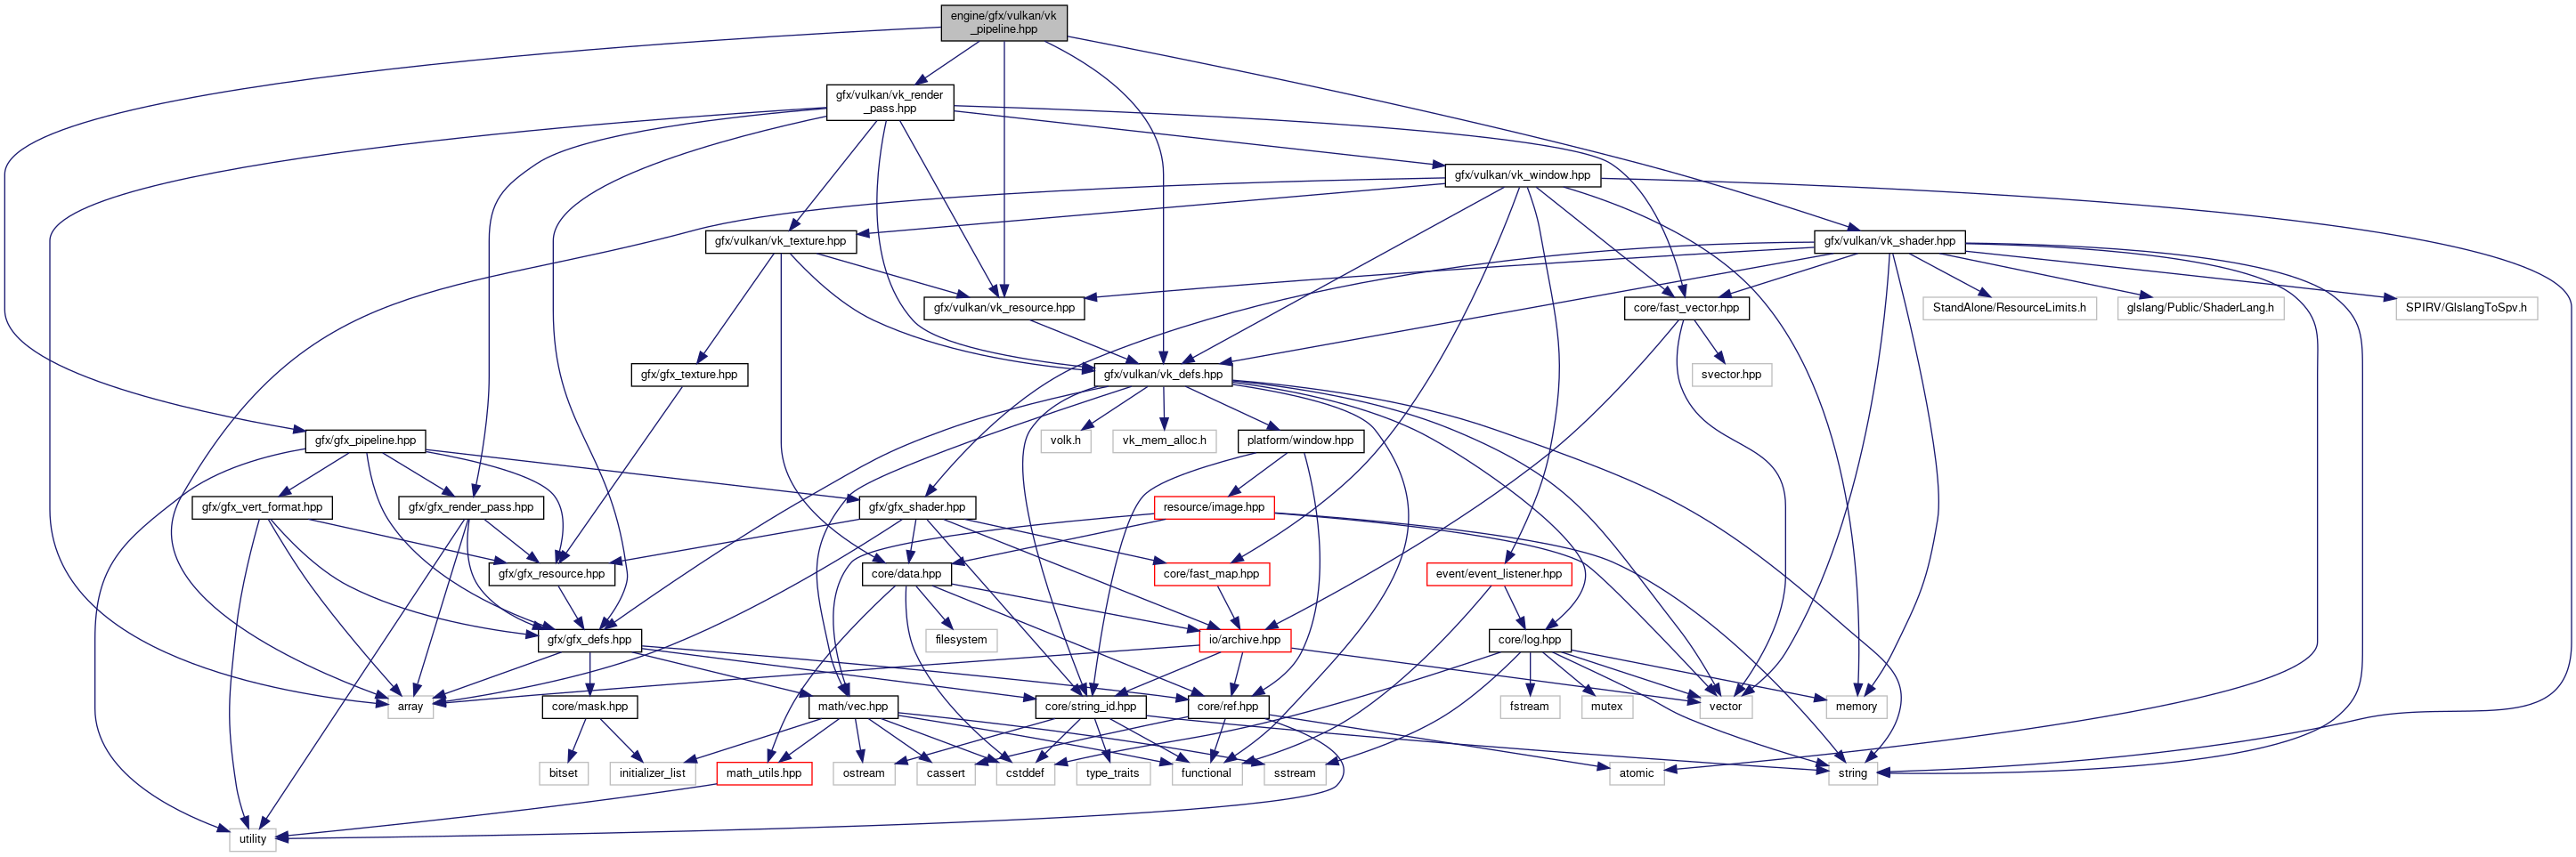 engine/gfx/vulkan/vk
_pipeline.hpp
gfx/vulkan/vk_render
_pass.hpp
gfx/vulkan/vk_window.hpp
gfx/vulkan/vk_texture.hpp
gfx/vulkan/vk_shader.hpp
gfx/vulkan/vk_resource.hpp
core/fast_vector.hpp
StandAlone/ResourceLimits.h
glslang/Public/ShaderLang.h
SPIRV/GlslangToSpv.h
gfx/gfx_texture.hpp
gfx/vulkan/vk_defs.hpp
svector.hpp
gfx/gfx_pipeline.hpp
volk.h
vk_mem_alloc.h
platform/window.hpp
gfx/gfx_vert_format.hpp
gfx/gfx_render_pass.hpp
gfx/gfx_shader.hpp
resource/image.hpp
gfx/gfx_resource.hpp
core/data.hpp
core/fast_map.hpp
event/event_listener.hpp
gfx/gfx_defs.hpp
filesystem
io/archive.hpp
core/log.hpp
array
core/mask.hpp
math/vec.hpp
core/string_id.hpp
core/ref.hpp
fstream
mutex
vector
memory
bitset
initializer_list
math_utils.hpp
ostream
cassert
cstddef
type_traits
functional
sstream
atomic
string
utility